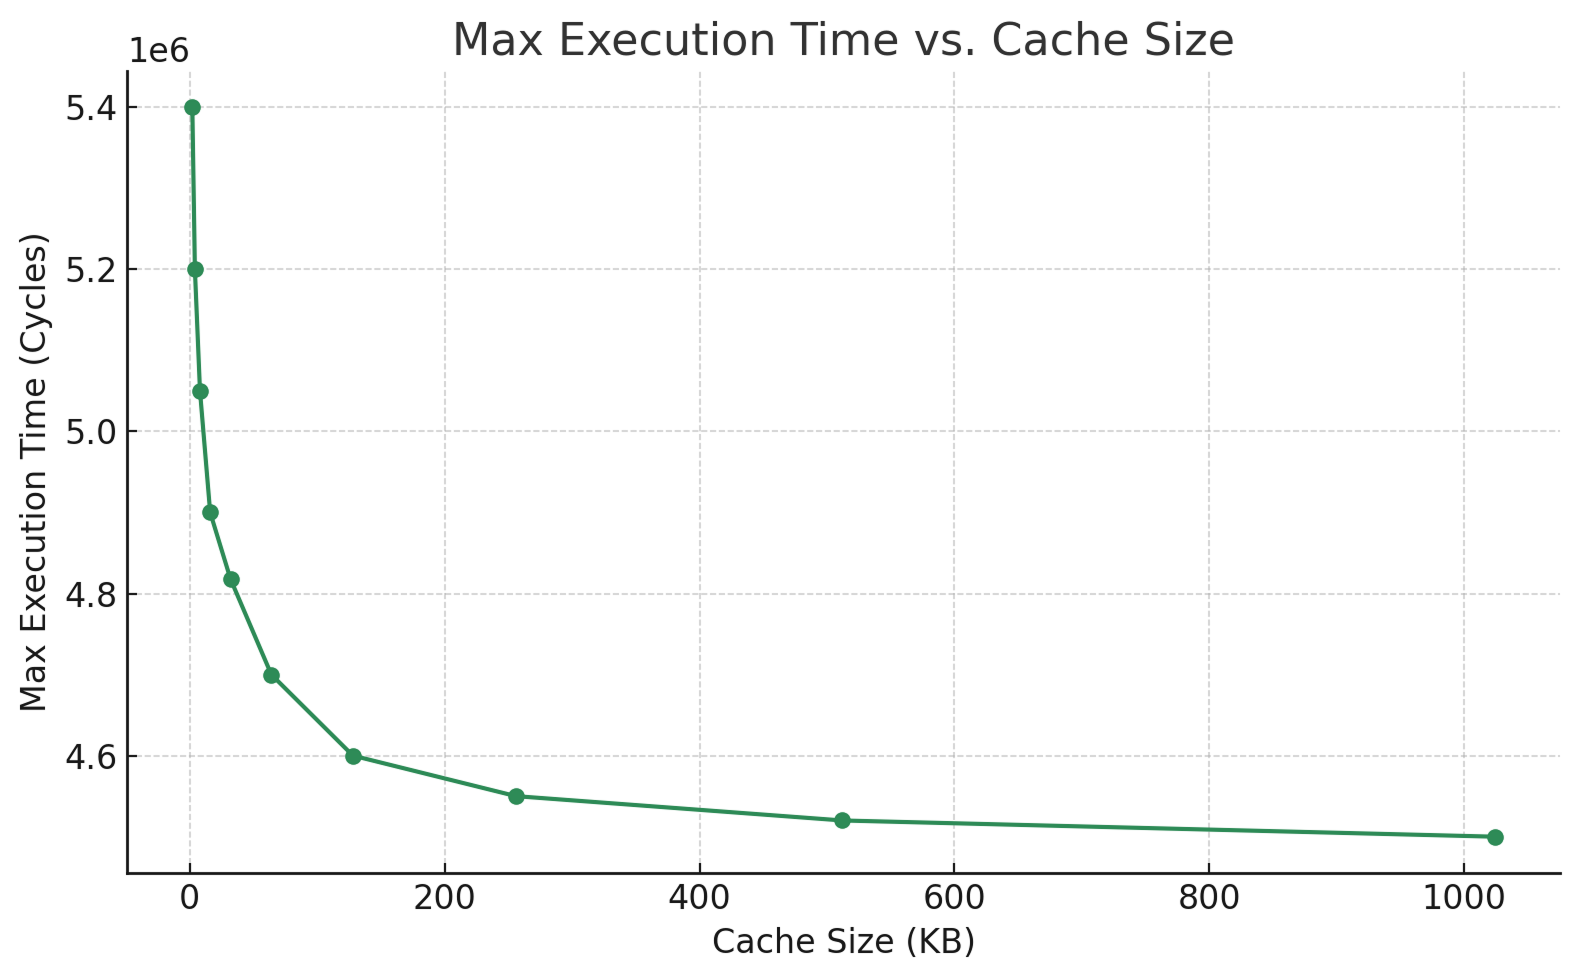 Max Execution Time vs. Cache Size
1e6
5.4
5.2
5.0
4.8
4.6
Max Execution Time (Cycles)
0 200 400 600 800 1000
Cache Size (KB)